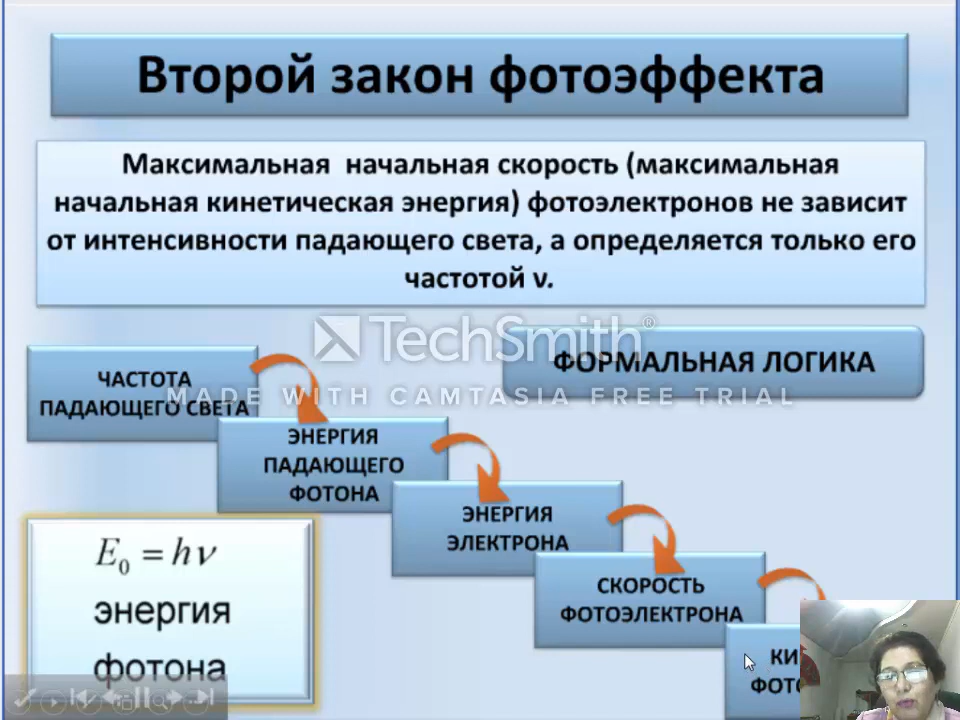 Второй закон фотоэффекта
Максимальная начальная скорость (максимальная
начальная кинетическая энергия) фотоэлектронов не зависит
от интенсивности падающего света, а определяется только его
частотой ν.
TechSmith®
MADE WITH CAMTASIA FREE TRIAL
ФОРМАЛЬНАЯ ЛОГИКА
ЧАСТОТА
ПАДАЮЩЕГО СВЕТА
ЭНЕРГИЯ
ПАДАЮЩЕГО
ФОТОНА
ЭНЕРГИЯ
ЭЛЕКТРОНА
СКОРОСТЬ
ФОТОЭЛЕКТРОНА
E₀ = hν
энергия
фотона